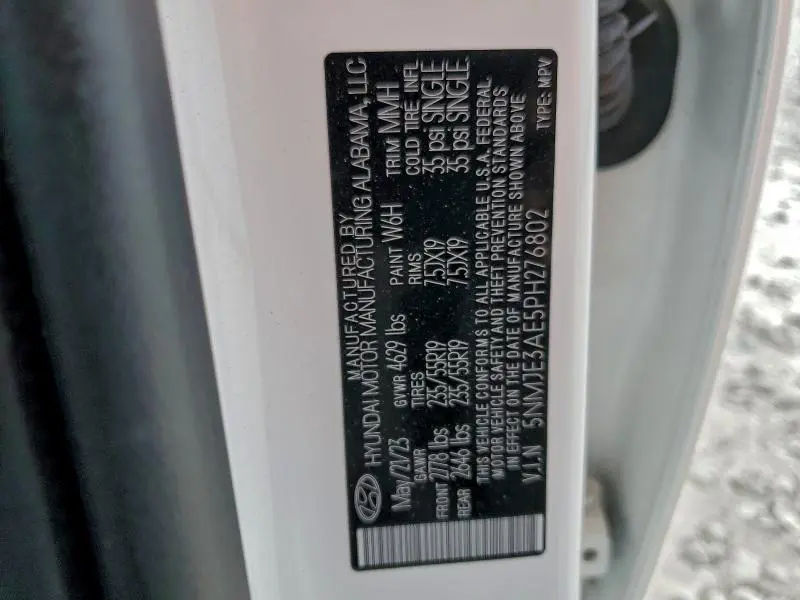 MANUFACTURED BY
HYUNDAI MOTOR MANUFACTURING ALABAMA, LLC
May/21/23 GVWR 4629 lbs PAINT W6H TRIM MMH
GAWR TIRES RIMS COLD TIRE. INFL
FRONT 2778 lbs 235/55R19 7.5JX19 35 psi SINGLE
REAR 2646 lbs 235/55R19 7.5JX19 35 psi SINGLE
THIS VEHICLE CONFORMS TO ALL APPLICABLE U.S.A. FEDERAL
MOTOR VEHICLE SAFETY AND THEFT PREVENTION STANDARDS
IN EFFECT ON THE DATE OF MANUFACTURE SHOWN ABOVE
V.I.N 5NMJE3AE5PH276802 TYPE: MPV